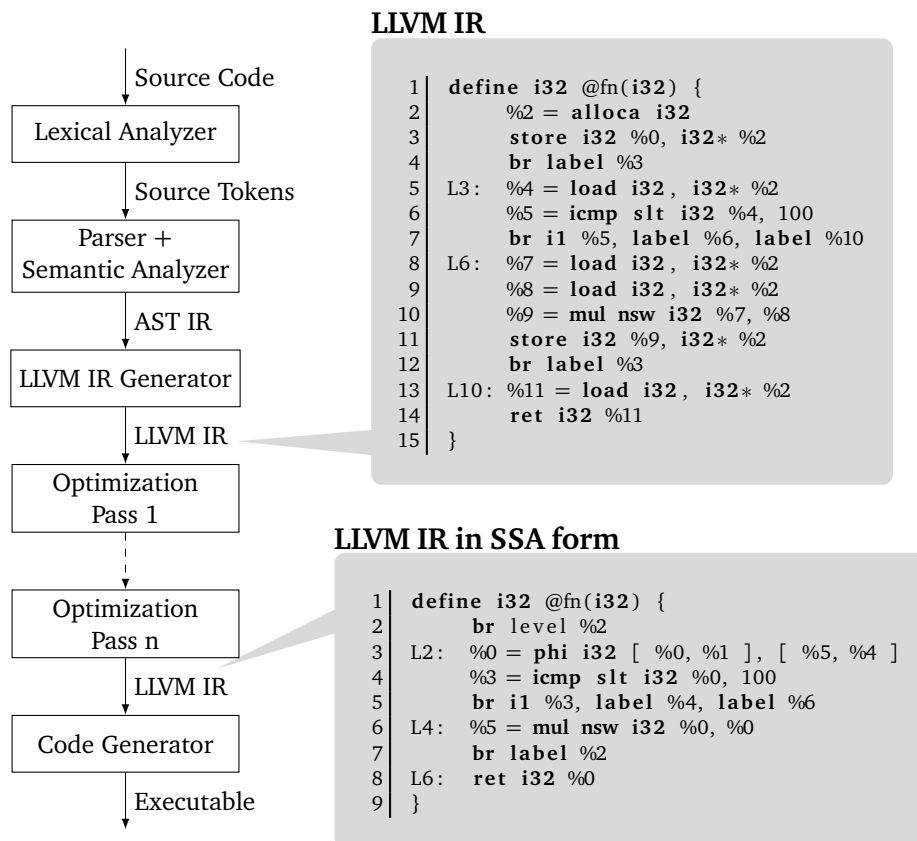 Source Code
Lexical Analyzer
Source Tokens
Parser +
Semantic Analyzer
AST IR
LLVM IR Generator
LLVM IR
Optimization
Pass 1
Optimization
Pass n
LLVM IR
Code Generator
Executable
LLVM IR
1 define i32 @fn(i32) {
2 %2 = alloca i32
3 store i32 %0, i32* %2
4 br label %3
5 L3: %4 = load i32, i32* %2
6 %5 = icmp slt i32 %4, 100
7 br i1 %5, label %6, label %10
8 L6: %7 = load i32, i32* %2
9 %8 = load i32, i32* %2
10 %9 = mul nsw i32 %7, %8
11 store i32 %9, i32* %2
12 br label %3
13 L10: %11 = load i32, i32* %2
14 ret i32 %11
15 }
LLVM IR in SSA form
1 define i32 @fn(i32) {
2 br level %2
3 L2: %0 = phi i32 [ %0, %1 ], [ %5, %4 ]
4 %3 = icmp slt i32 %0, 100
5 br i1 %3, label %4, label %6
6 L4: %5 = mul nsw i32 %0, %0
7 br label %2
8 L6: ret i32 %0
9 }